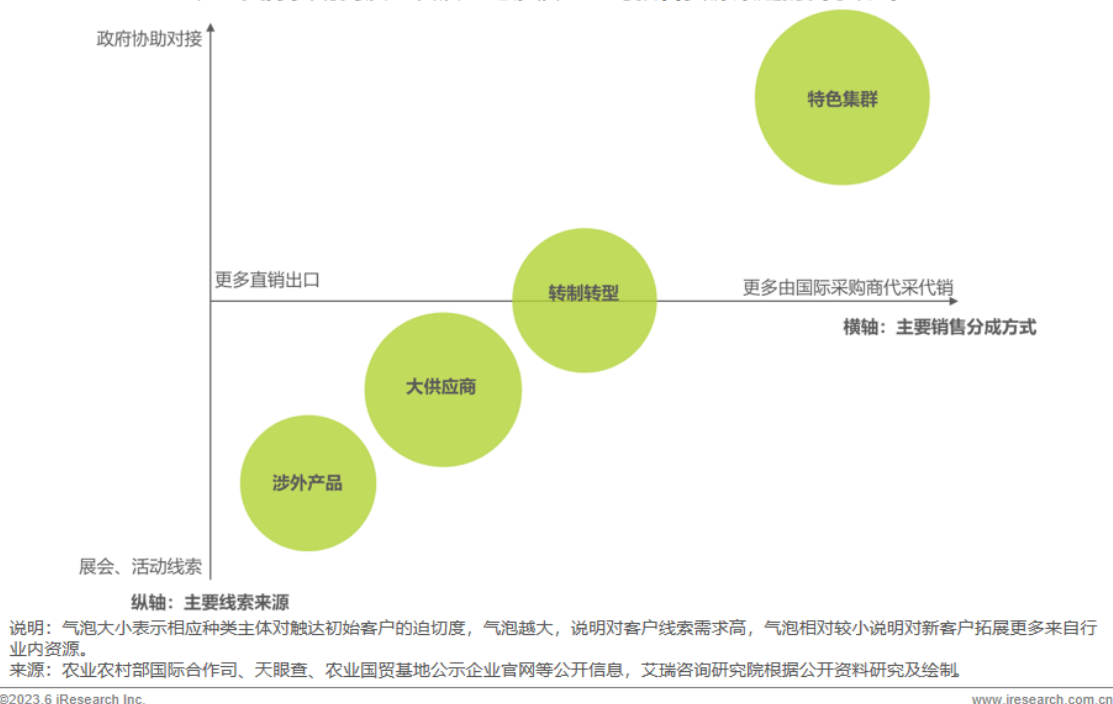 政府协助对接
特色集群
更多直销出口
转制转型
更多由国际采购商代采代销
横轴：主要销售分成方式
大供应商
涉外产品
展会、活动线索
纵轴：主要线索来源
说明：气泡大小表示相应种类主体对触达初始客户的迫切度，气泡越大，说明对客户线索需求高，气泡相对较小说明对新客户拓展更多来自行
业内资源。
来源：农业农村部国际合作司、天眼查、农业国贸基地公示企业官网等公开信息，艾瑞咨询研究院根据公开资料研究及绘制。
©2023.6 iResearch Inc.
www.iresearch.com.cn